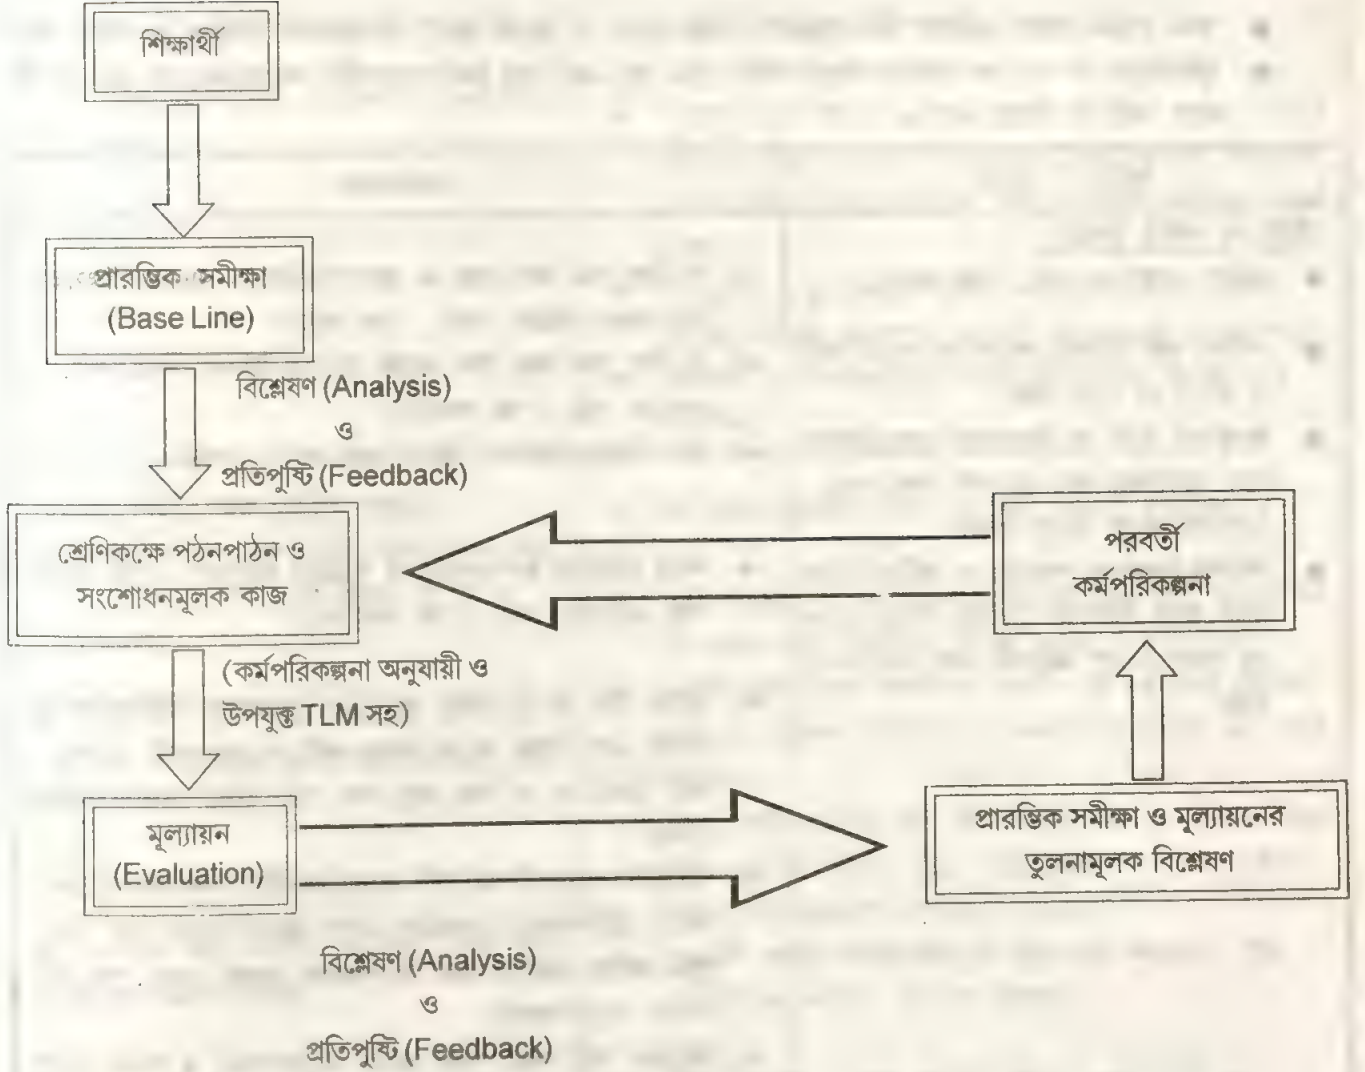 শিক্ষার্থী
প্রারম্ভিক সমীক্ষা
(Base Line)
বিশ্লেষণ (Analysis)
ও
প্রতিপুষ্টি (Feedback)
শ্রেণিকক্ষে পঠনপাঠন ও
সংশোধনমূলক কাজ
পরবর্তী
কর্মপরিকল্পনা
(কর্মপরিকল্পনা অনুযায়ী ও
উপযুক্ত TLM সহ)
মূল্যায়ন
(Evaluation)
প্রারম্ভিক সমীক্ষা ও মূল্যায়নের
তুলনামূলক বিশ্লেষণ
বিশ্লেষণ (Analysis)
ও
প্রতিপুষ্টি (Feedback)